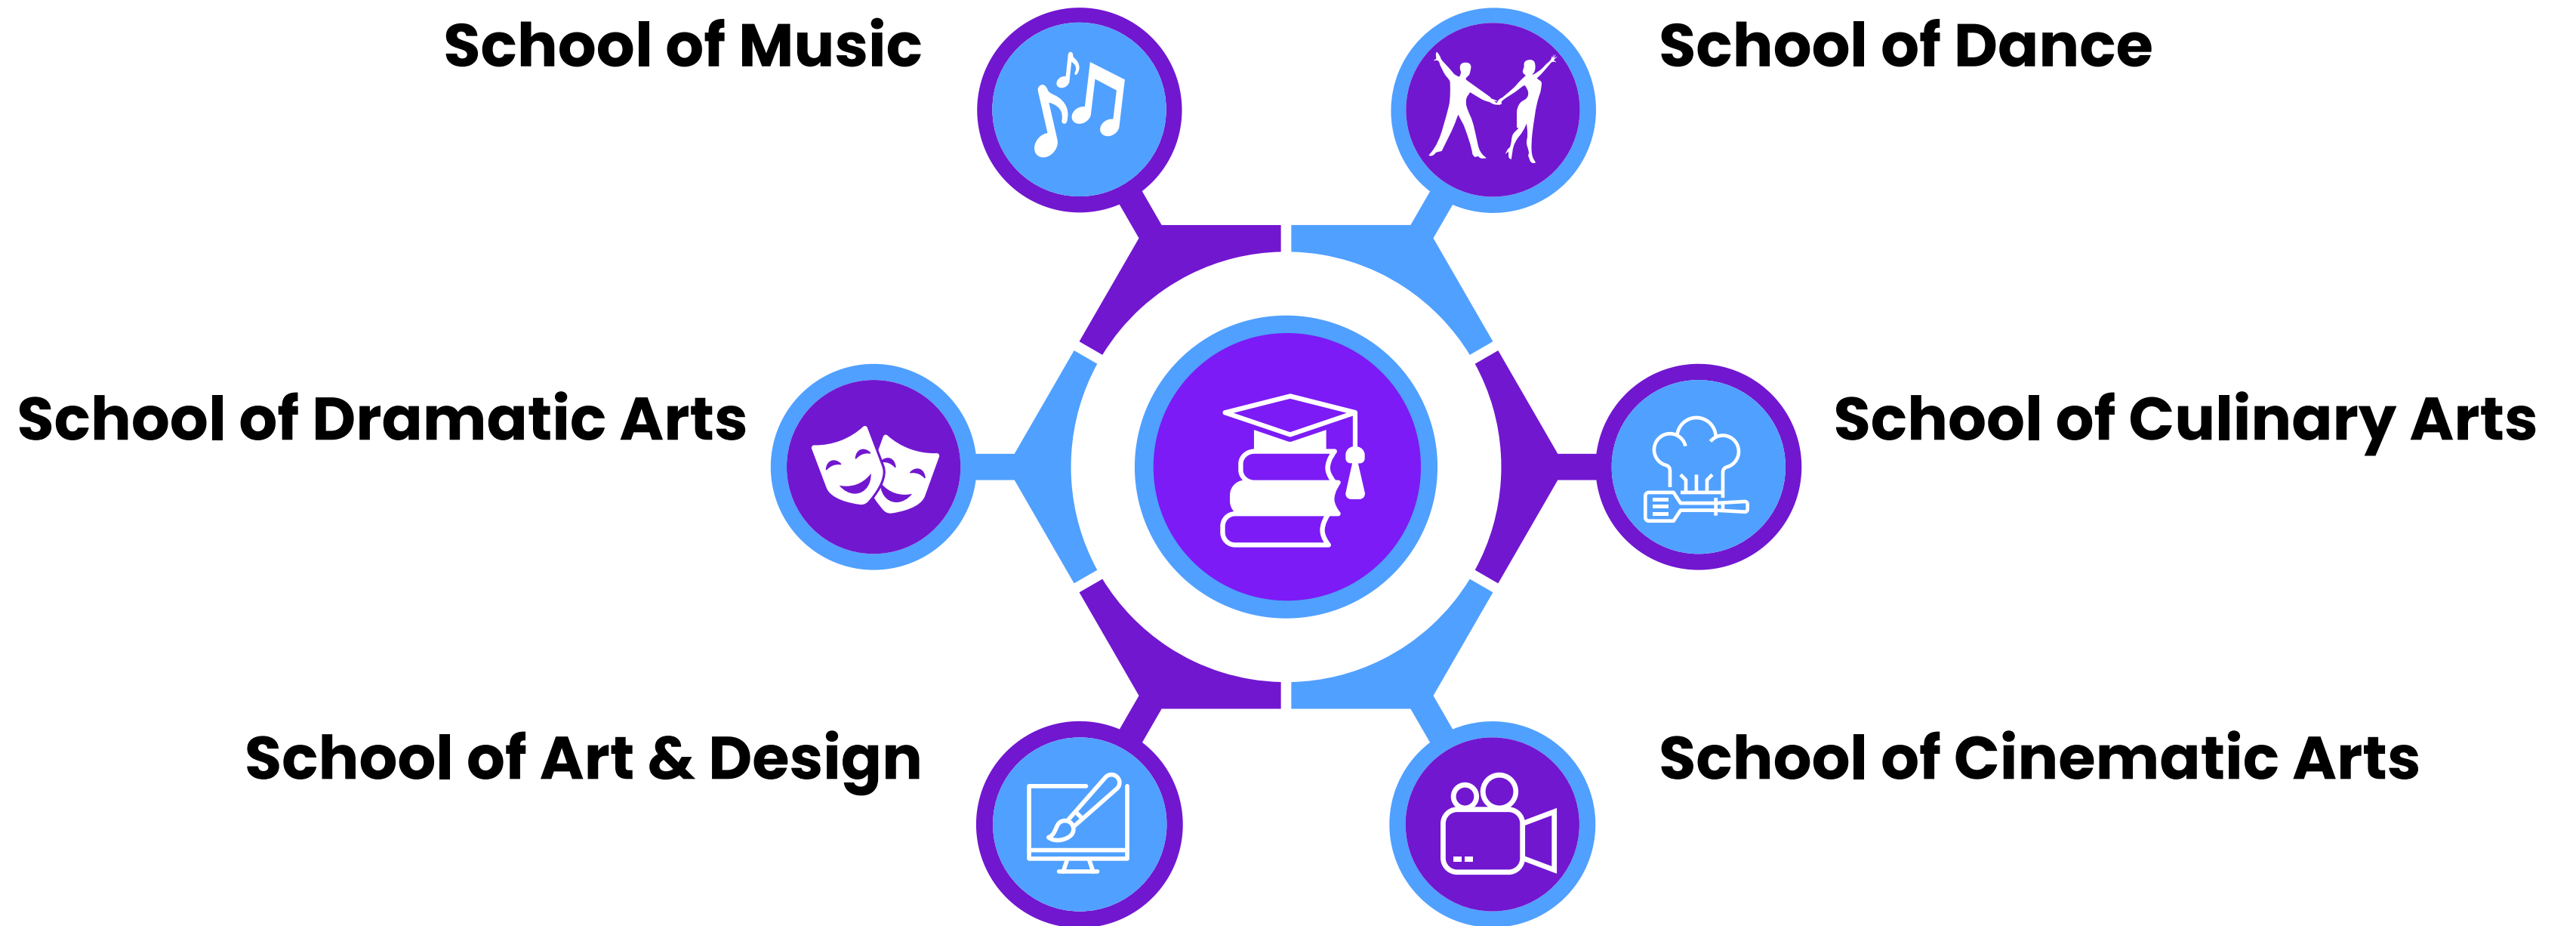 School of Music
School of Dance
School of Dramatic Arts
School of Culinary Arts
School of Art & Design
School of Cinematic Arts